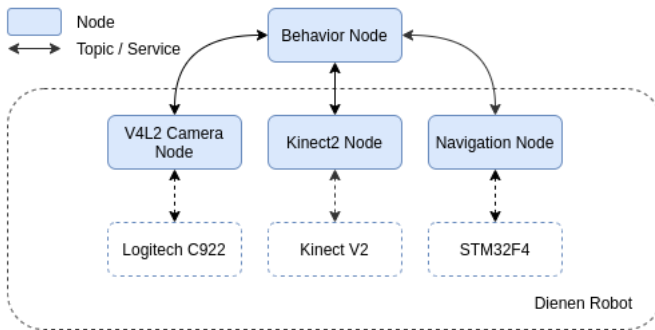 Node
Topic / Service
Behavior Node
V4L2 Camera
Node
Kinect2 Node
Navigation Node
Logitech C922
Kinect V2
STM32F4
Dienen Robot